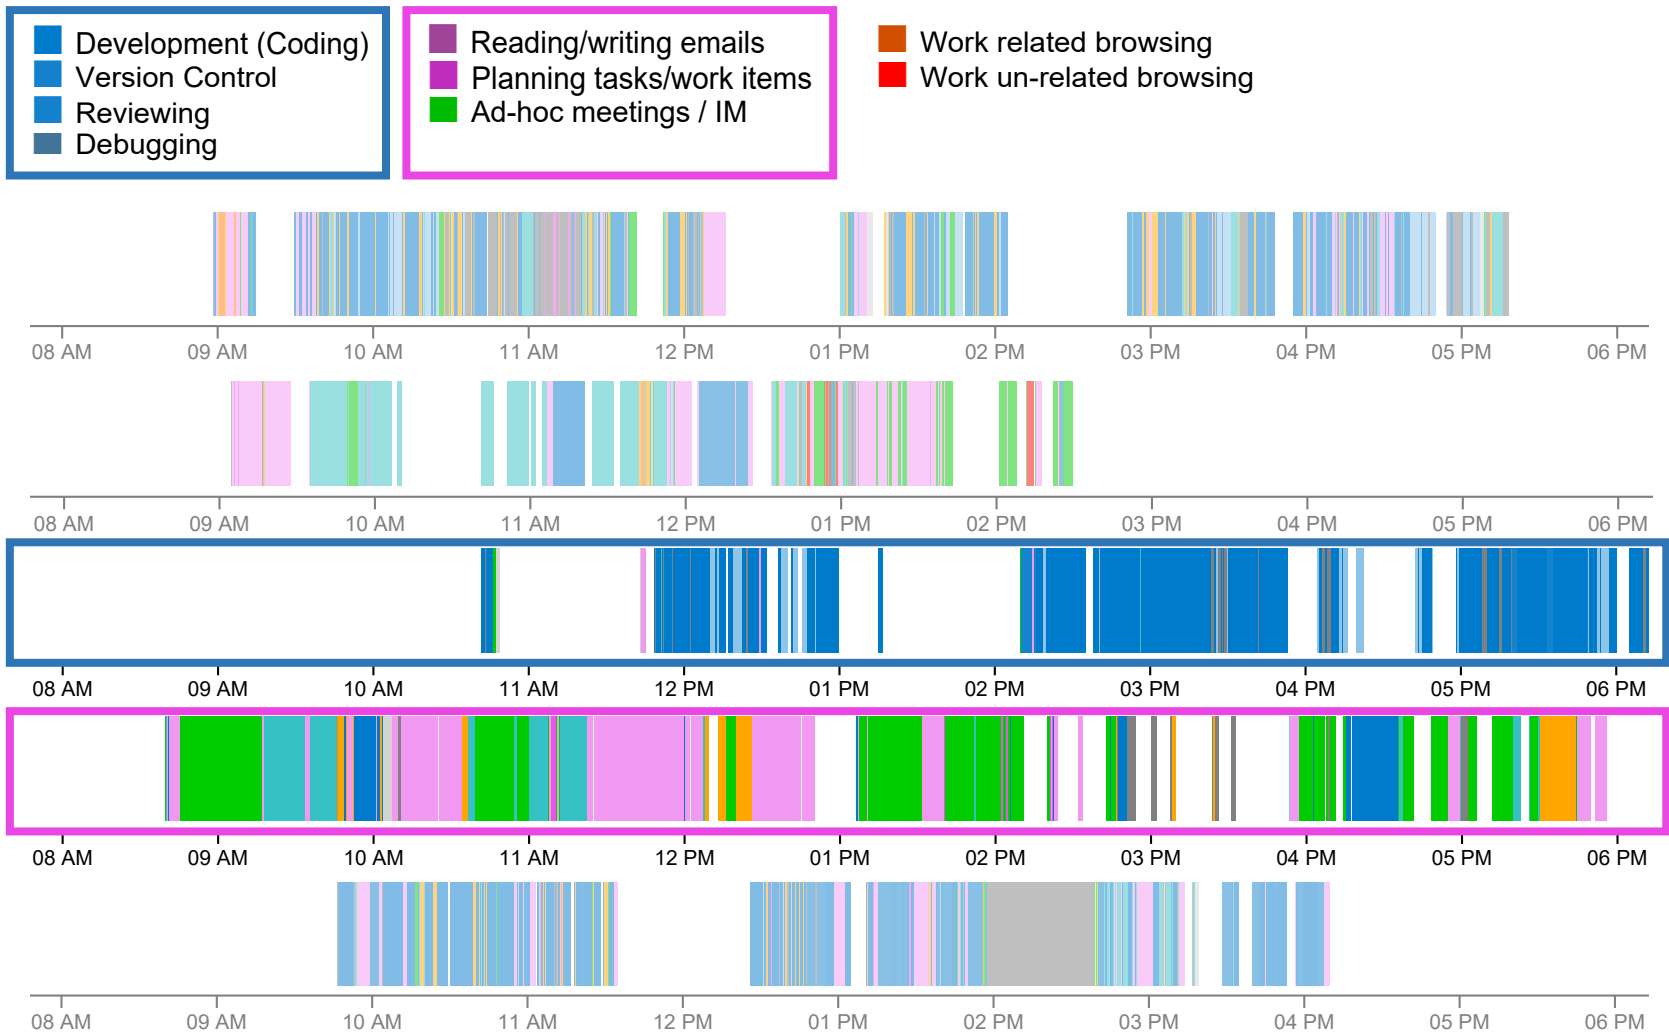 Development (Coding)
Version Control
Reviewing
Debugging
Reading/writing emails
Planning tasks/work items
Ad-hoc meetings / IM
Work related browsing
Work un-related browsing
08 AM 09 AM 10 AM 11 AM 12 PM 01 PM 02 PM 03 PM 04 PM 05 PM 06 PM
08 AM 09 AM 10 AM 11 AM 12 PM 01 PM 02 PM 03 PM 04 PM 05 PM 06 PM
08 AM 09 AM 10 AM 11 AM 12 PM 01 PM 02 PM 03 PM 04 PM 05 PM 06 PM
08 AM 09 AM 10 AM 11 AM 12 PM 01 PM 02 PM 03 PM 04 PM 05 PM 06 PM
08 AM 09 AM 10 AM 11 AM 12 PM 01 PM 02 PM 03 PM 04 PM 05 PM 06 PM